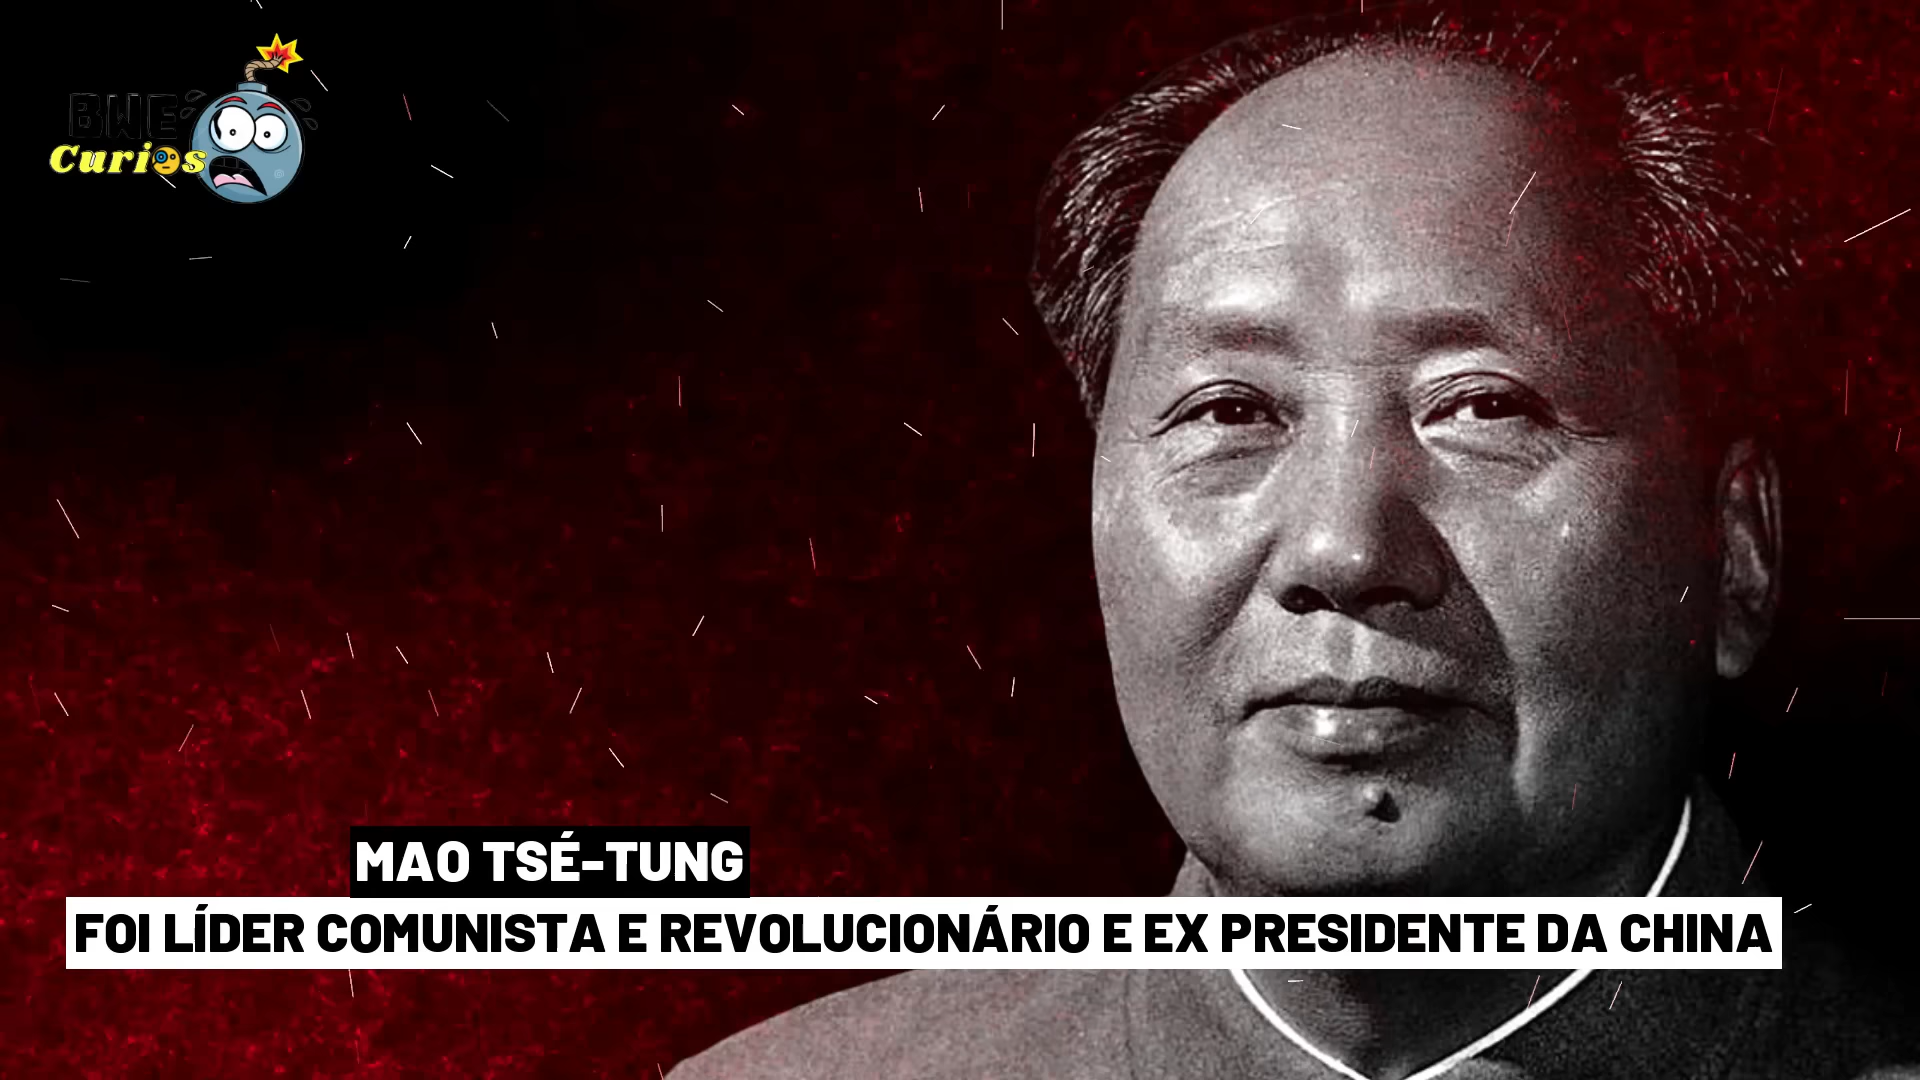 BWE
Curios
MAO TSÉ-TUNG
FOI LÍDER COMUNISTA E REVOLUCIONÁRIO E EX PRESIDENTE DA CHINA